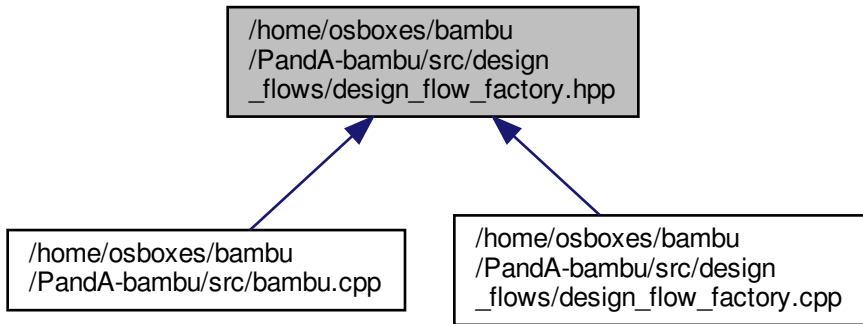 /home/osboxes/bambu
/PandA-bambu/src/design
_flows/design_flow_factory.hpp
/home/osboxes/bambu
/PandA-bambu/src/bambu.cpp
/home/osboxes/bambu
/PandA-bambu/src/design
_flows/design_flow_factory.cpp